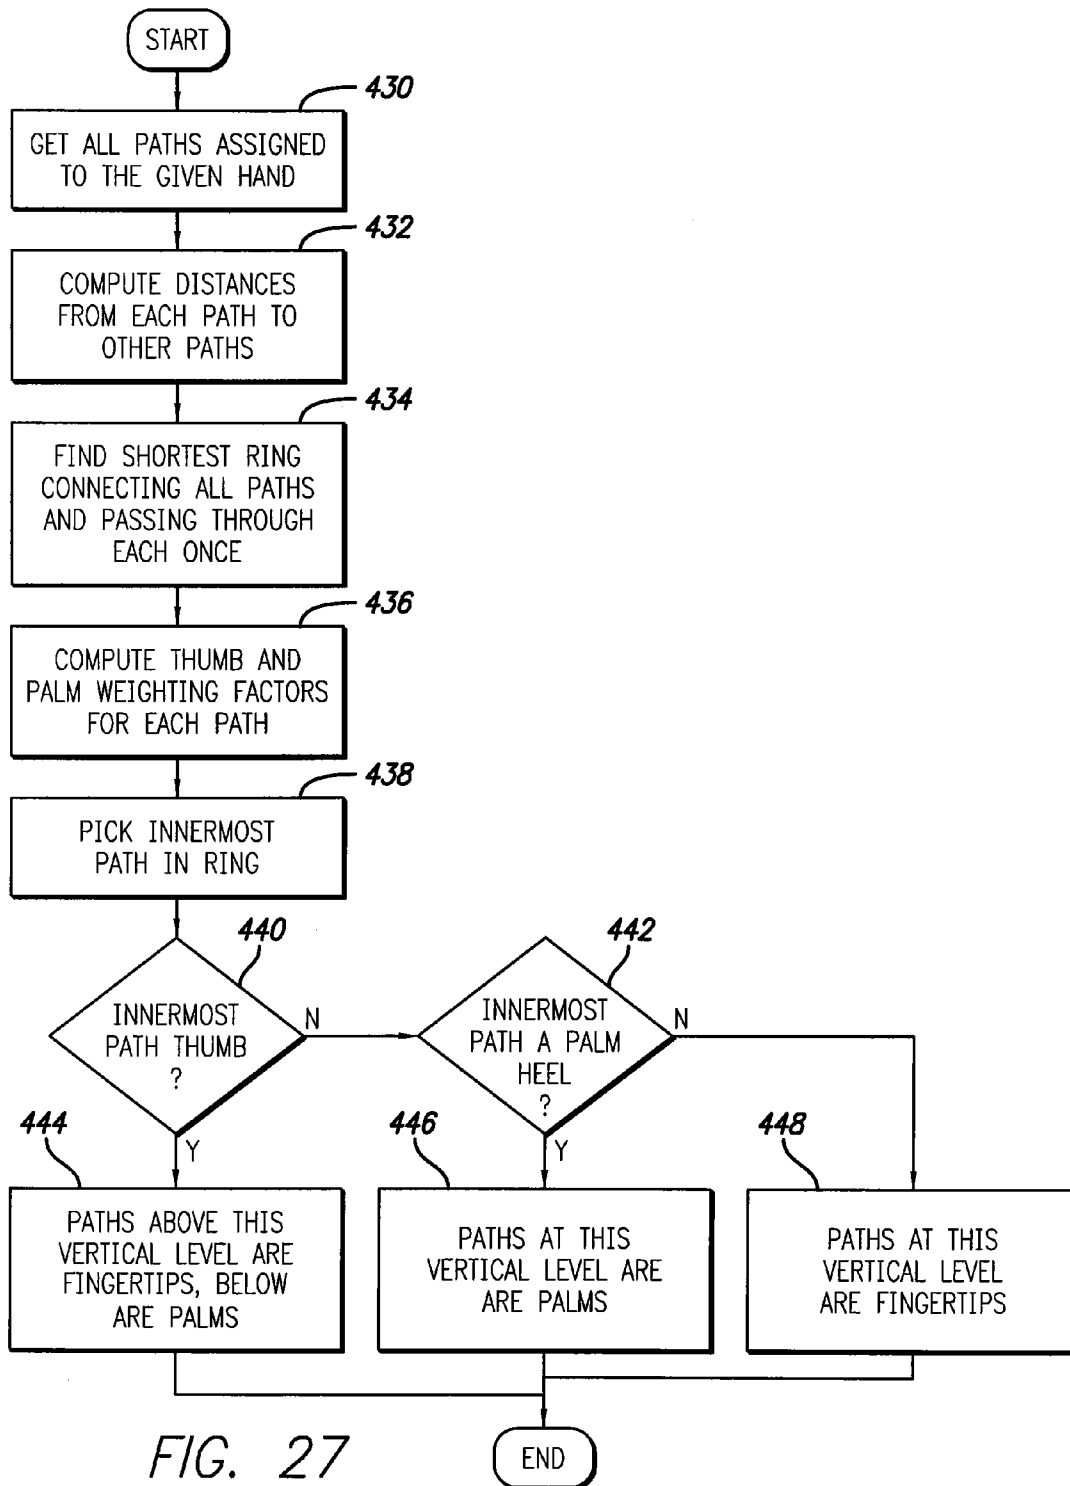 START
430
GET ALL PATHS ASSIGNED
TO THE GIVEN HAND
432
COMPUTE DISTANCES
FROM EACH PATH TO
OTHER PATHS
434
FIND SHORTEST RING
CONNECTING ALL PATHS
AND PASSING THROUGH
EACH ONCE
436
COMPUTE THUMB AND
PALM WEIGHTING FACTORS
FOR EACH PATH
438
PICK INNERMOST
PATH IN RING
440
INNERMOST
PATH THUMB
?
N
Y
442
INNERMOST
PATH A PALM
HEEL
?
N
Y
444
PATHS ABOVE THIS
VERTICAL LEVEL ARE
FINGERTIPS, BELOW
ARE PALMS
446
PATHS AT THIS
VERTICAL LEVEL ARE
ARE PALMS
448
PATHS AT THIS
VERTICAL LEVEL
ARE FINGERTIPS
END
FIG. 27